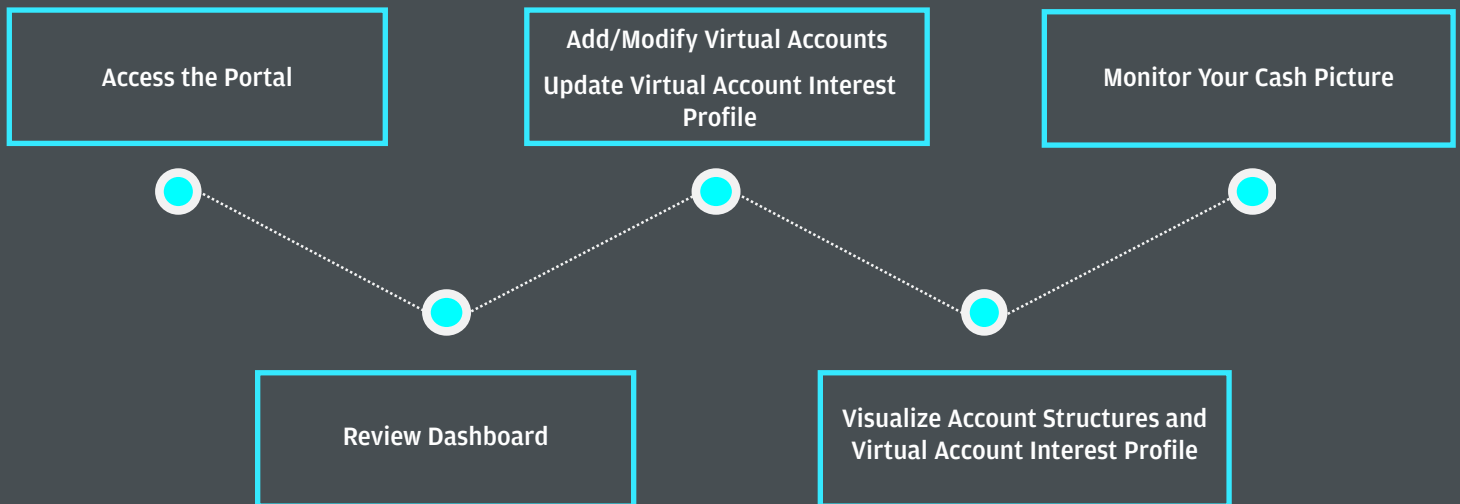 Access the Portal
Review Dashboard
Add/Modify Virtual Accounts
Update Virtual Account Interest
Profile
Visualize Account Structures and
Virtual Account Interest Profile
Monitor Your Cash Picture